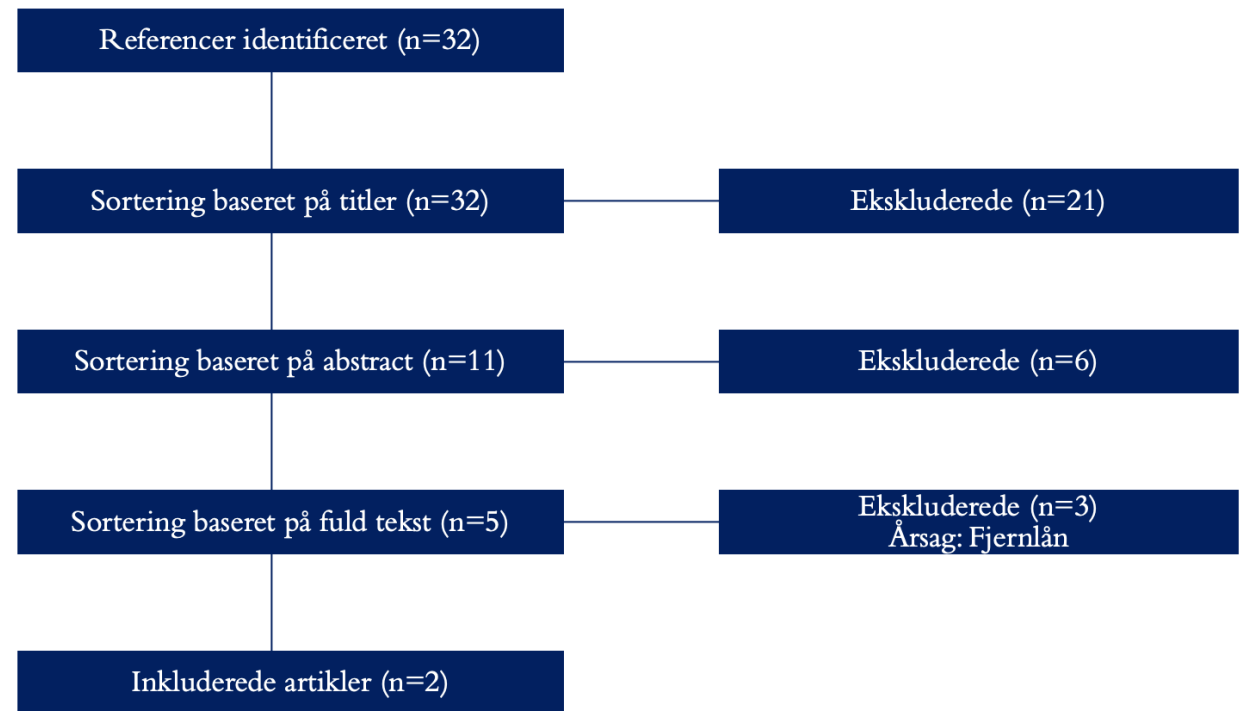 Referencer identificeret (n=32)
Sortering baseret på titler (n=32)
Ekskluderede (n=21)
Sortering baseret på abstract (n=11)
Ekskluderede (n=6)
Sortering baseret på fuld tekst (n=5)
Ekskluderede (n=3)
Årsag: Fjernlån
Inkluderede artikler (n=2)